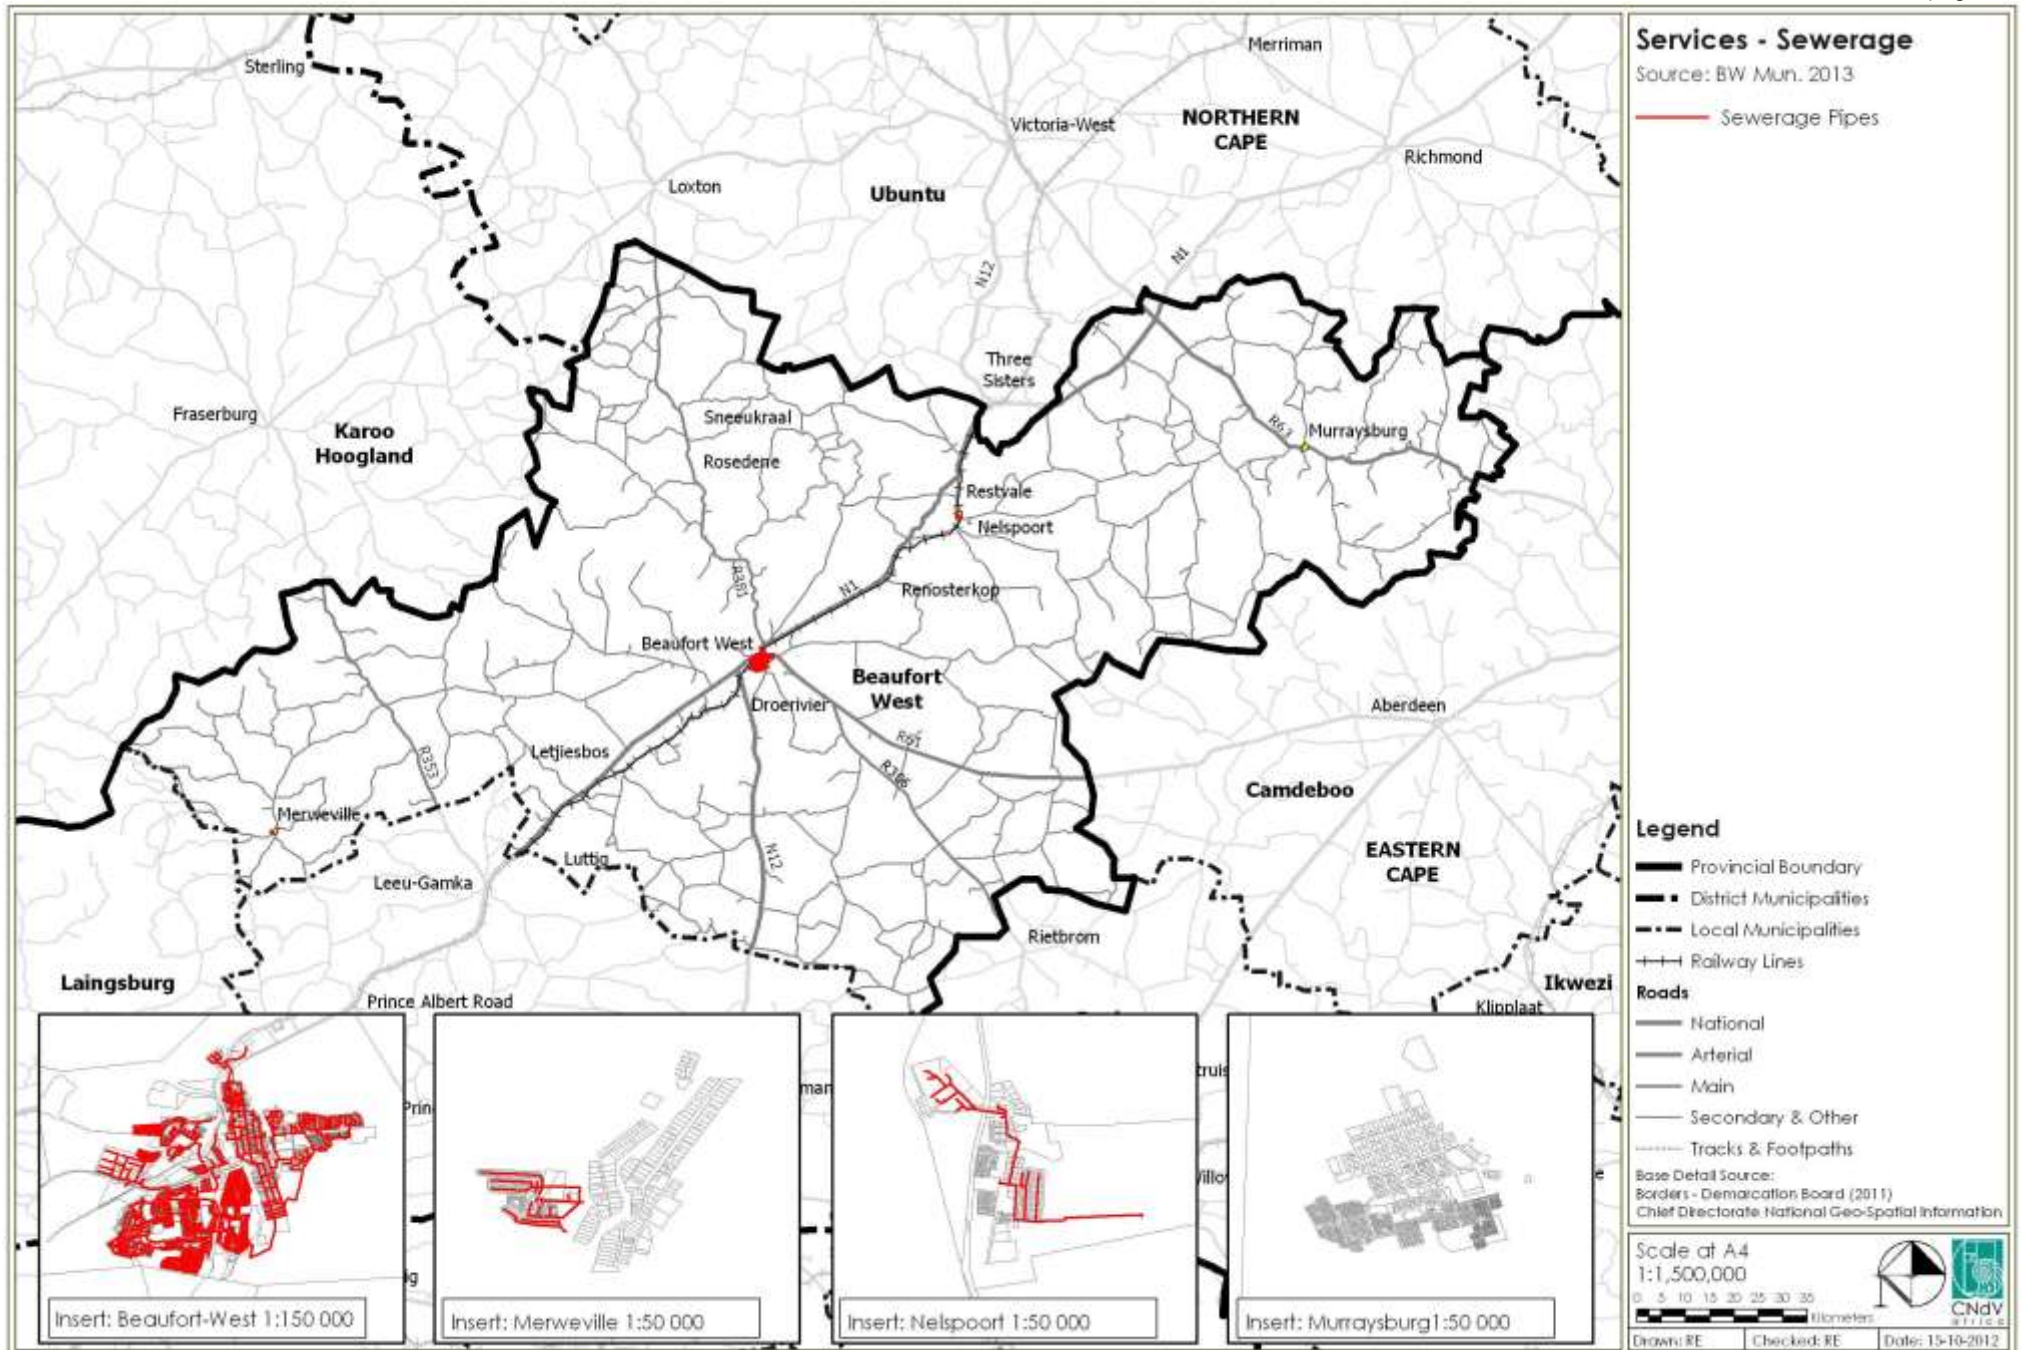 Services - Sewerage
Source: BW Mun. 2013
Sewerage Pipes
Sterling
Merriman
Victoria-West
NORTHERN
CAPE
Richmond
Loxton
Ubuntu
N12
N1
Three
Sisters
Fraserburg
Karoo
Hoogland
Sneeukraal
Rosedene
R63
Murraysburg
Restvale
Nelspoort
R381
N1
Renosterkop
Beaufort West
Beaufort
West
Droerivier
Aberdeen
Letjiesbos
R61
R306
R353
Camdeboo
Merweville
N12
Luttig
EASTERN
CAPE
Leeu-Gamka
Rietbrom
Laingsburg
Ikwezi
Prince Albert Road
Klipplaat
Insert: Beaufort-West 1:150 000
Insert: Merweville 1:50 000
Insert: Nelspoort 1:50 000
Insert: Murraysburg1:50 000
Legend
Provincial Boundary
District Municipalities
Local Municipalities
Railway Lines
Roads
National
Arterial
Main
Secondary & Other
Tracks & Footpaths
Base Detail Source:
Borders - Demarcation Board (2011)
Chief Directorate National Geo-Spatial Information
Scale at A4
1:1,500,000
0 5 10 15 20 25 30 35
Kilometers
CNdV
africa
Drawn: RE
Checked: RE
Date: 15-10-2012